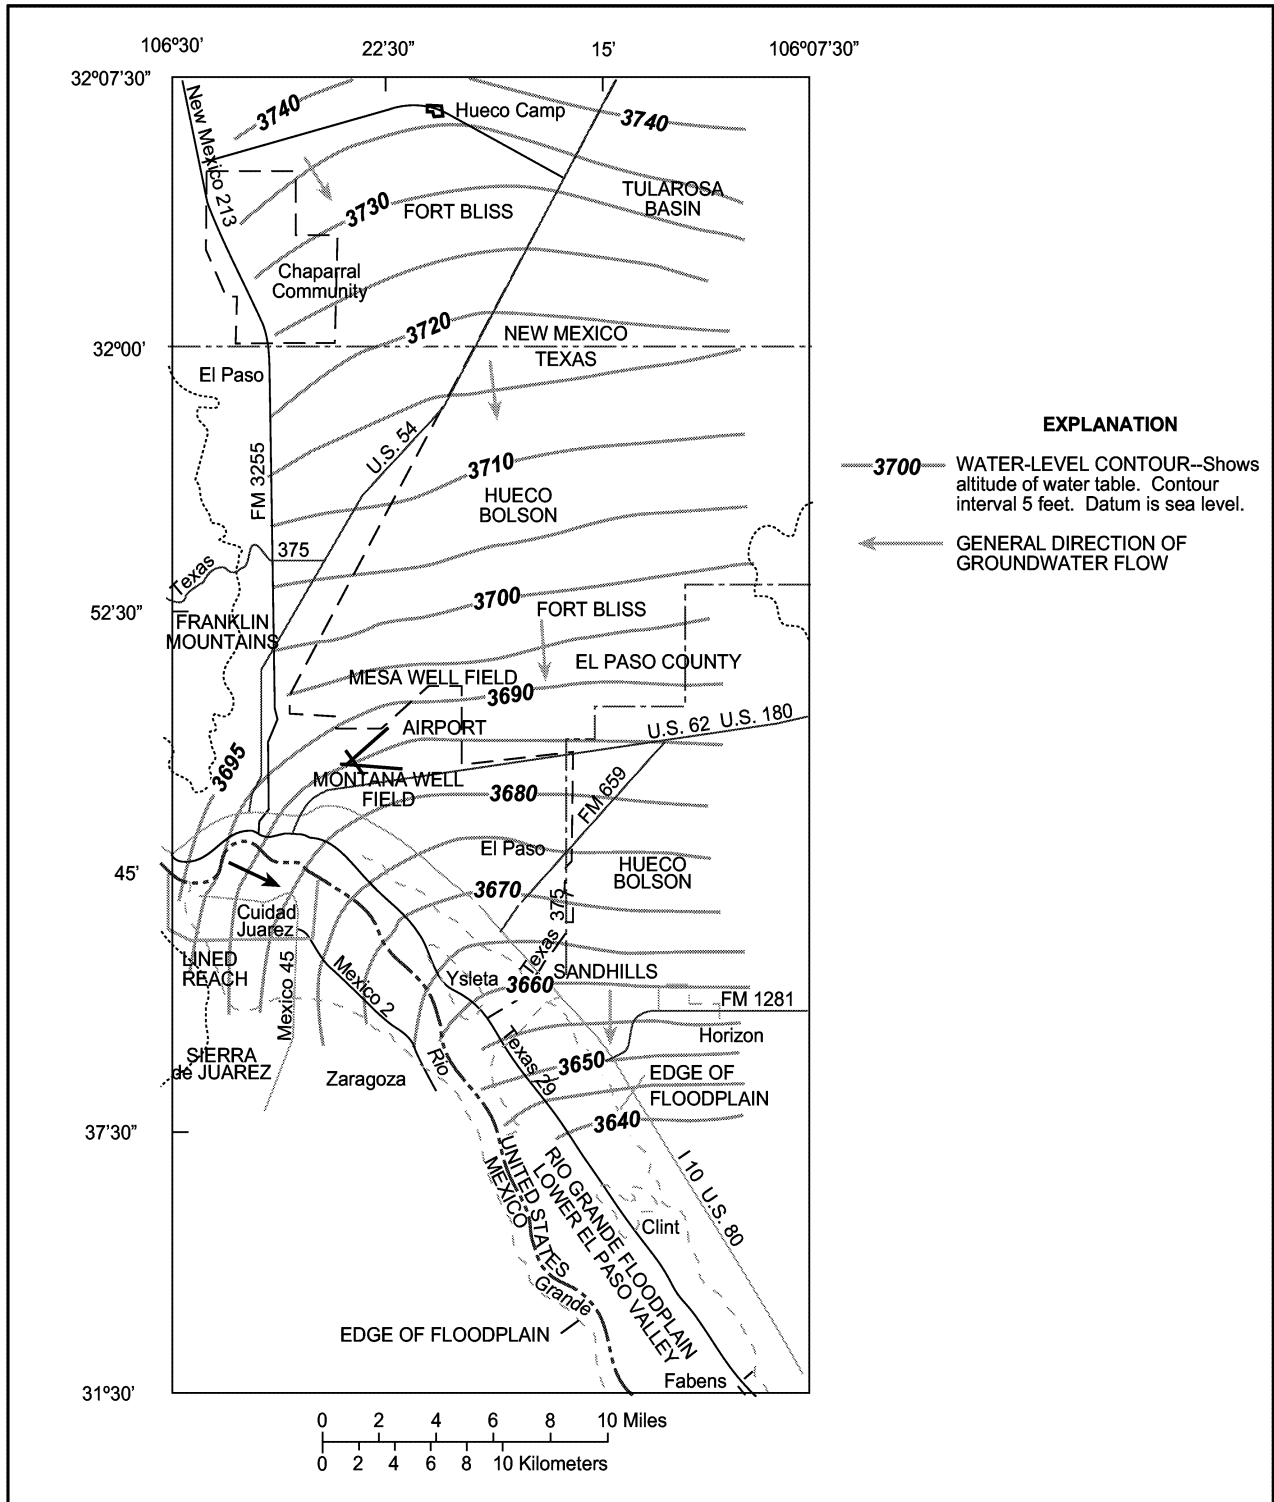 106º30'
22'30”
15'
106º07'30”
32º07'30”
New Mexico 213
3740
Hueco Camp
3740
TULAROSA
BASIN
3730
FORT BLISS
Chaparral
Community
3720
NEW MEXICO
32º00'
TEXAS
El Paso
U.S. 54
FM 3255
3710
HUECO
BOLSON
375
Texas
3700
FORT BLISS
52'30”
FRANKLIN
MOUNTAINS
EL PASO COUNTY
MESA WELL FIELD
3690
U.S. 62 U.S. 180
AIRPORT
3695
MONTANA WELL
FIELD
3680
FM 659
El Paso
HUECO
BOLSON
45'
3670
Texas 375
Cuidad
Juarez
LINED
REACH
Mexico 45
Mexico 2
Ysleta
3660
SANDHILLS
FM 1281
Horizon
Texas 29
3650
SIERRA
de JUAREZ
Zaragoza
Rio
EDGE OF
FLOODPLAIN
3640
37'30”
UNITED STATES
MEXICO
RIO GRANDE FLOODPLAIN
LOWER EL PASO VALLEY
I 10 U.S. 80
Clint
Grande
EDGE OF FLOODPLAIN
Fabens
31º30'
0 2 4 6 8 10 Miles
0 2 4 6 8 10 Kilometers
EXPLANATION
3700
WATER-LEVEL CONTOUR--Shows
altitude of water table. Contour
interval 5 feet. Datum is sea level.
GENERAL DIRECTION OF
GROUNDWATER FLOW